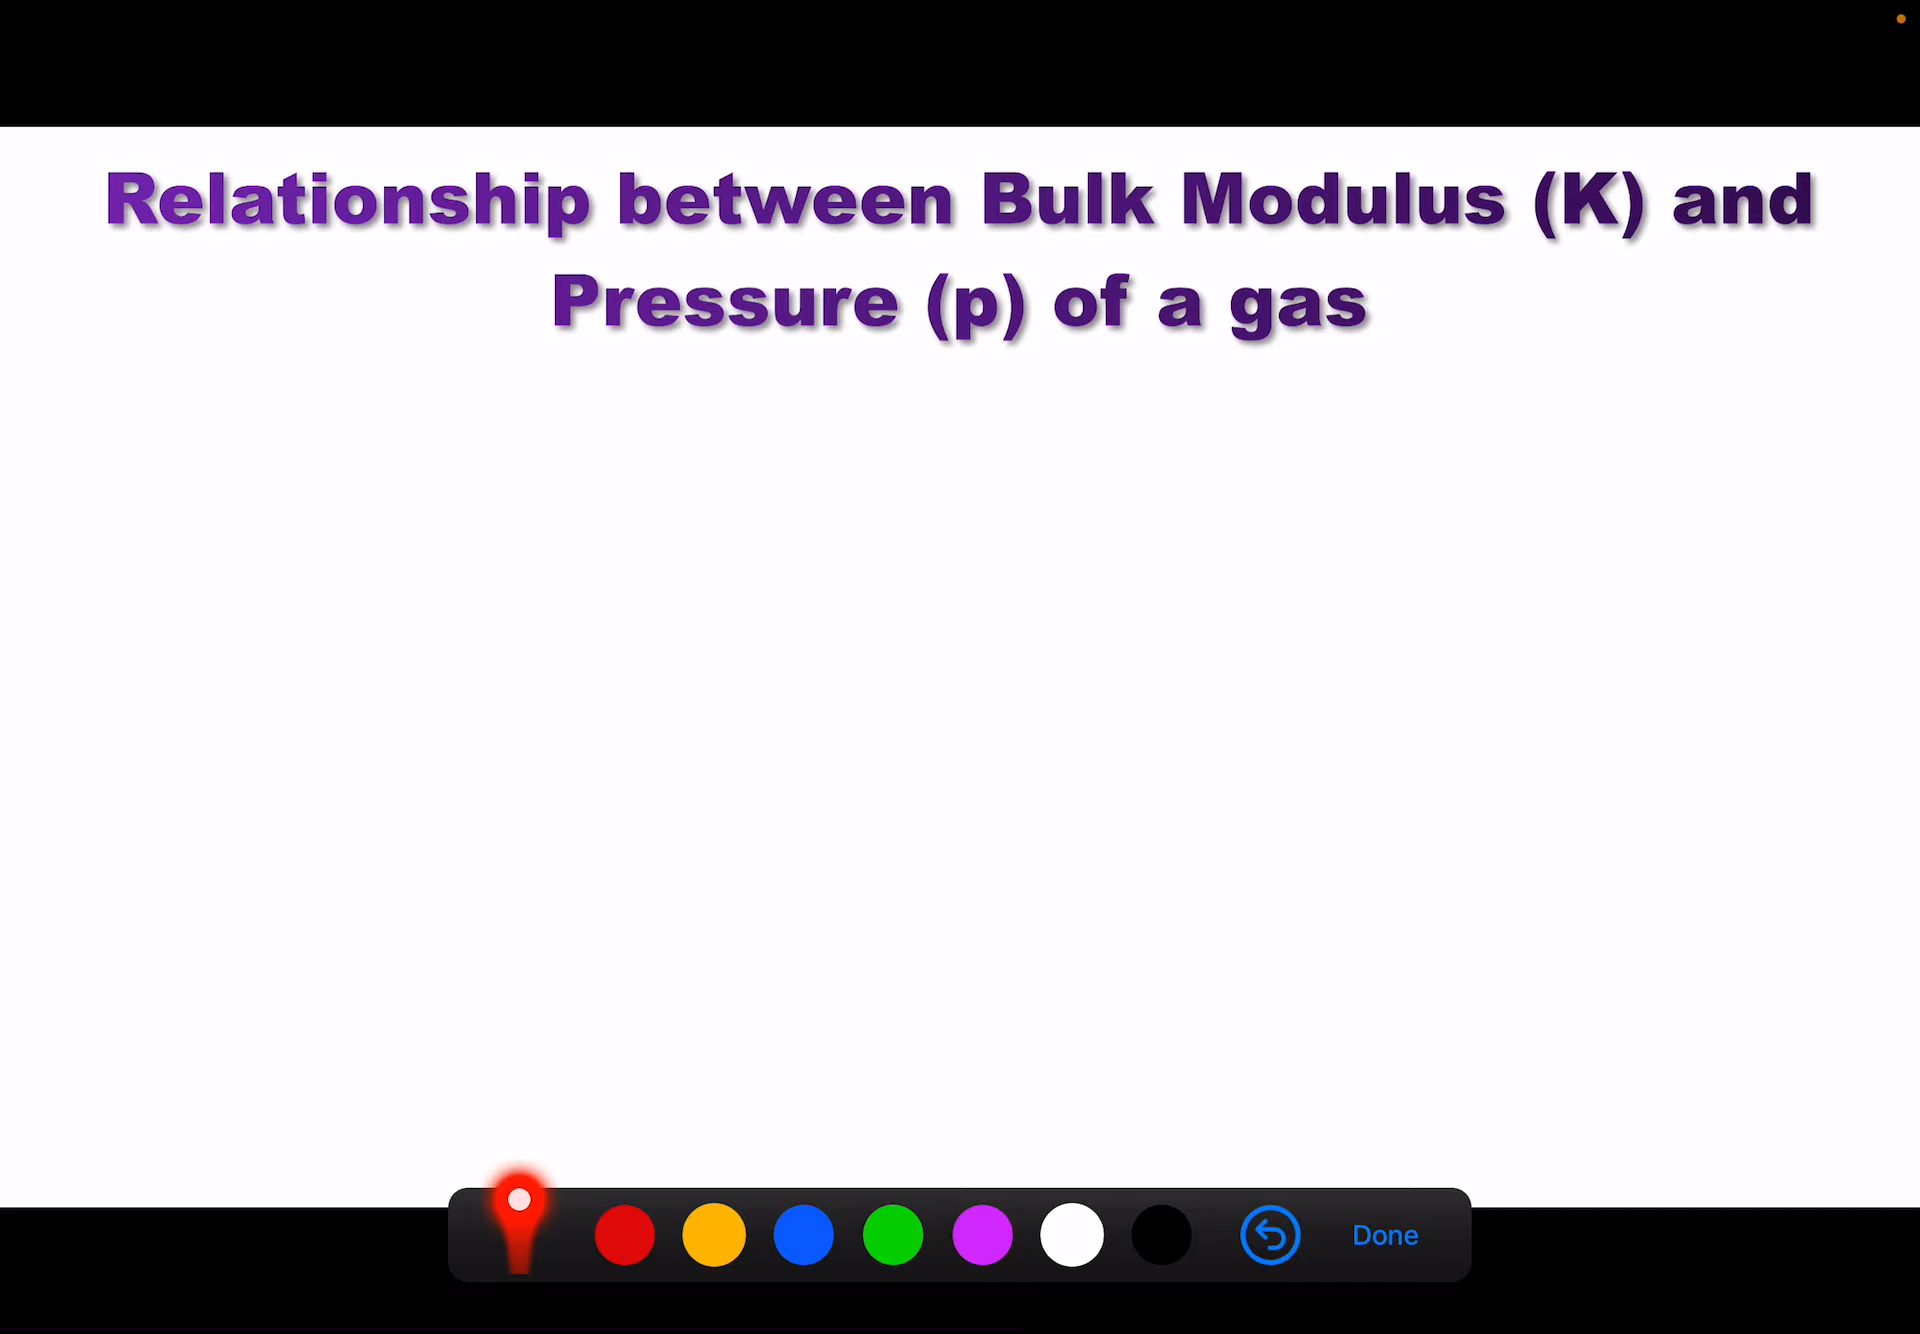 Relationship between Bulk Modulus (K) and
Pressure (p) of a gas
Done